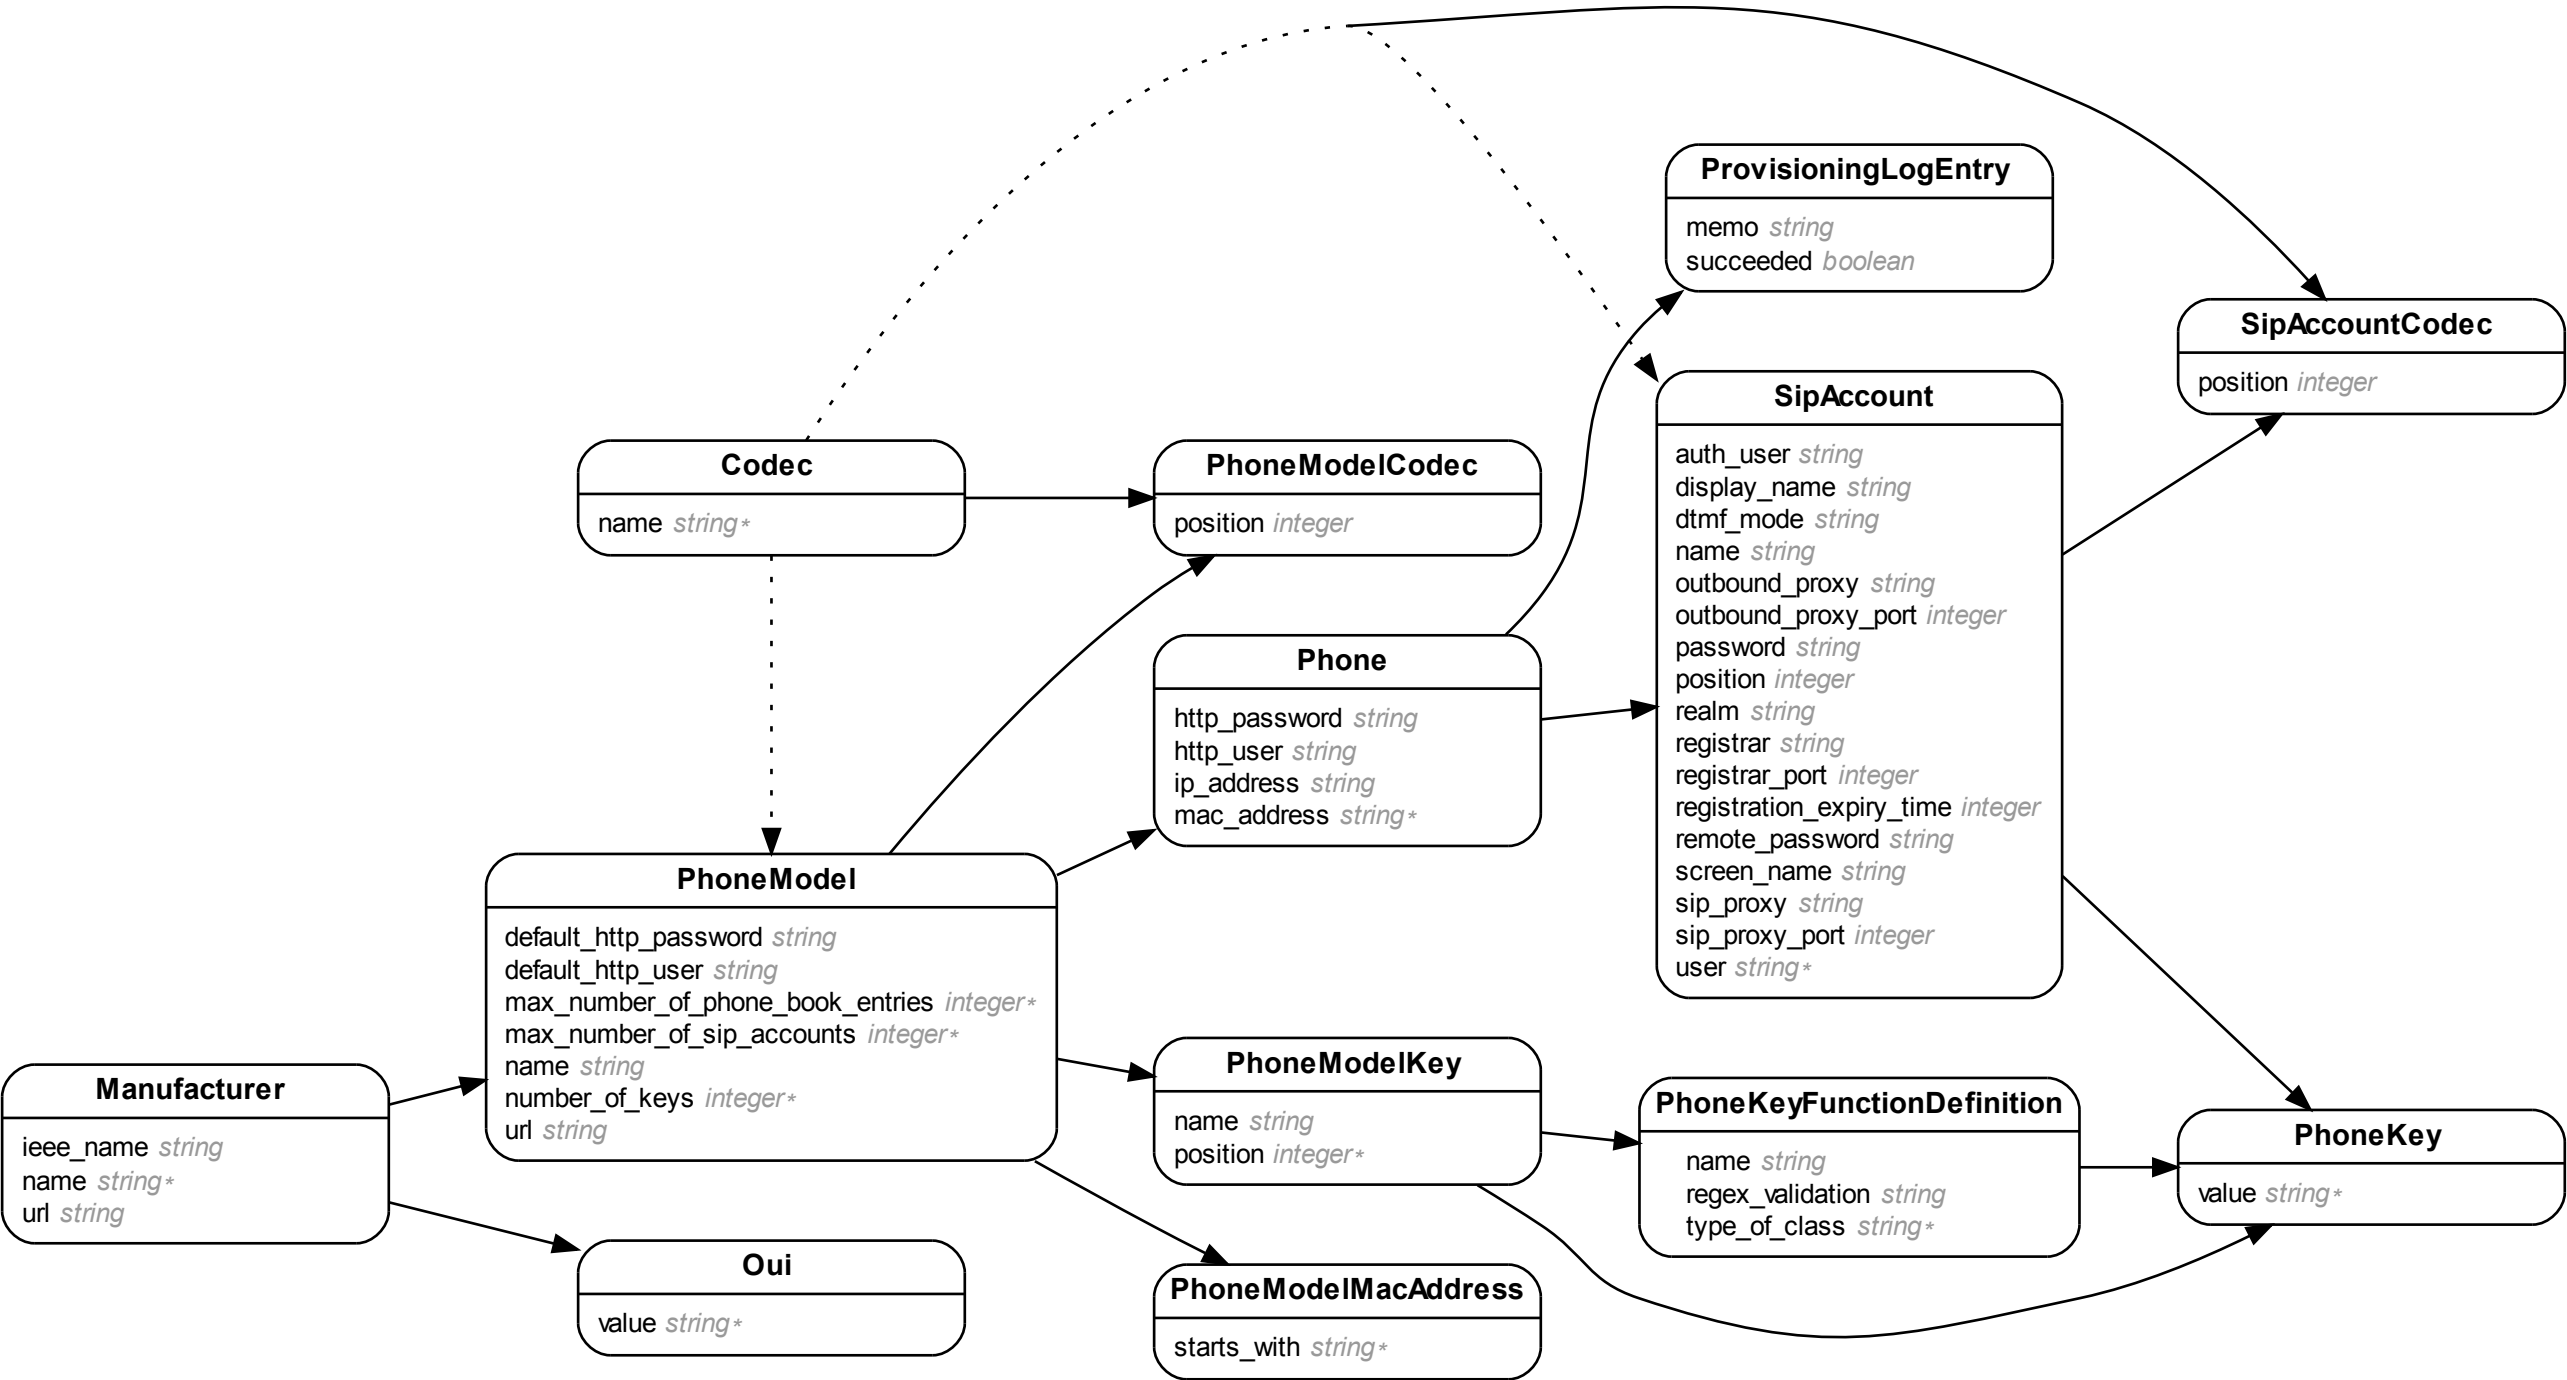 ProvisioningLogEntry
memo string
succeeded boolean
SipAccountCodec
position integer
SipAccount
auth_user string
display_name string
dtmf_mode string
name string
outbound_proxy string
outbound_proxy_port integer
password string
position integer
realm string
registrar string
registrar_port integer
registration_expiry_time integer
remote_password string
screen_name string
sip_proxy string
sip_proxy_port integer
user string*
Codec
name string*
PhoneModelCodec
position integer
Phone
http_password string
http_user string
ip_address string
mac_address string*
PhoneModel
default_http_password string
default_http_user string
max_number_of_phone_book_entries integer*
max_number_of_sip_accounts integer*
name string
number_of_keys integer*
url string
Manufacturer
ieee_name string
name string*
url string
PhoneModelKey
name string
position integer*
PhoneKeyFunctionDefinition
name string
regex_validation string
type_of_class string*
PhoneKey
value string*
Oui
value string*
PhoneModelMacAddress
starts_with string*